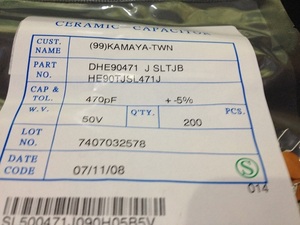 CERAMIC CAPACITOR
CUST. NAME (99)KAMAYA-TWN
PART NO. DHE90471 J SLTJB
HE90TJSL471J
CAP & TOL. 470pF + -5%
W. V. 50V Q'TY. 200 PCS.
LOT NO. 7407032578
DATE CODE 07/11/08
S
014
SL500471J090H05B5V